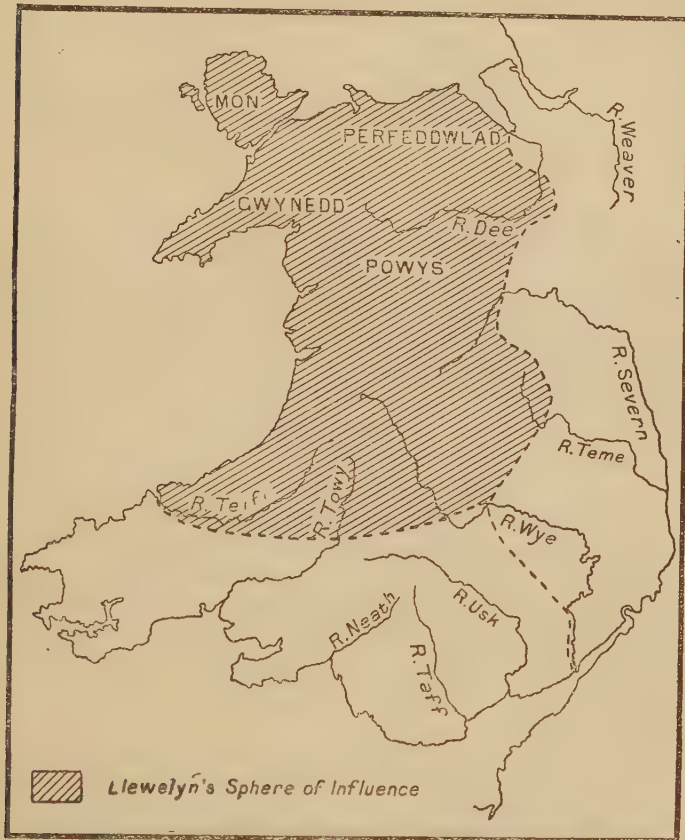 MON
PERFEDDWLAD
R. Weaver
GWYNEDD
R. Dee
POWYS
R. Severn
R. Teme
R. Teifi
R. Towy
R. Wye
R. Usk
R. Neath
R. Taff
Llewelyn's Sphere of Influence